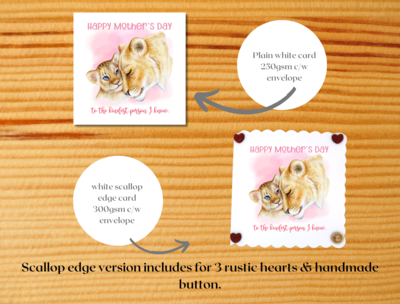 HAPPY MOTHER'S DAY
to the kindest person I know.
Plain white card
250gsm c/w
envelope
white scallop
edge card
300gsm c/w
envelope
HAPPY MOTHER'S DAY
to the kindest person I know.
Scallop edge version includes for 3 rustic hearts & handmade
button.